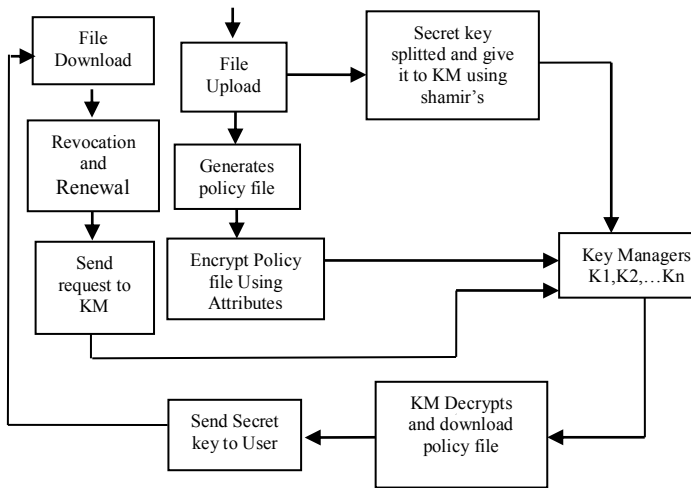 File
Download
File
Upload
Secret key
splitted and give
it to KM using
shamir's
Revocation
and
Renewal
Generates
policy file
Send
request to
KM
Encrypt Policy
file Using
Attributes
Key Managers
K1,K2,…Kn
Send Secret
key to User
KM Decrypts
and download
policy file